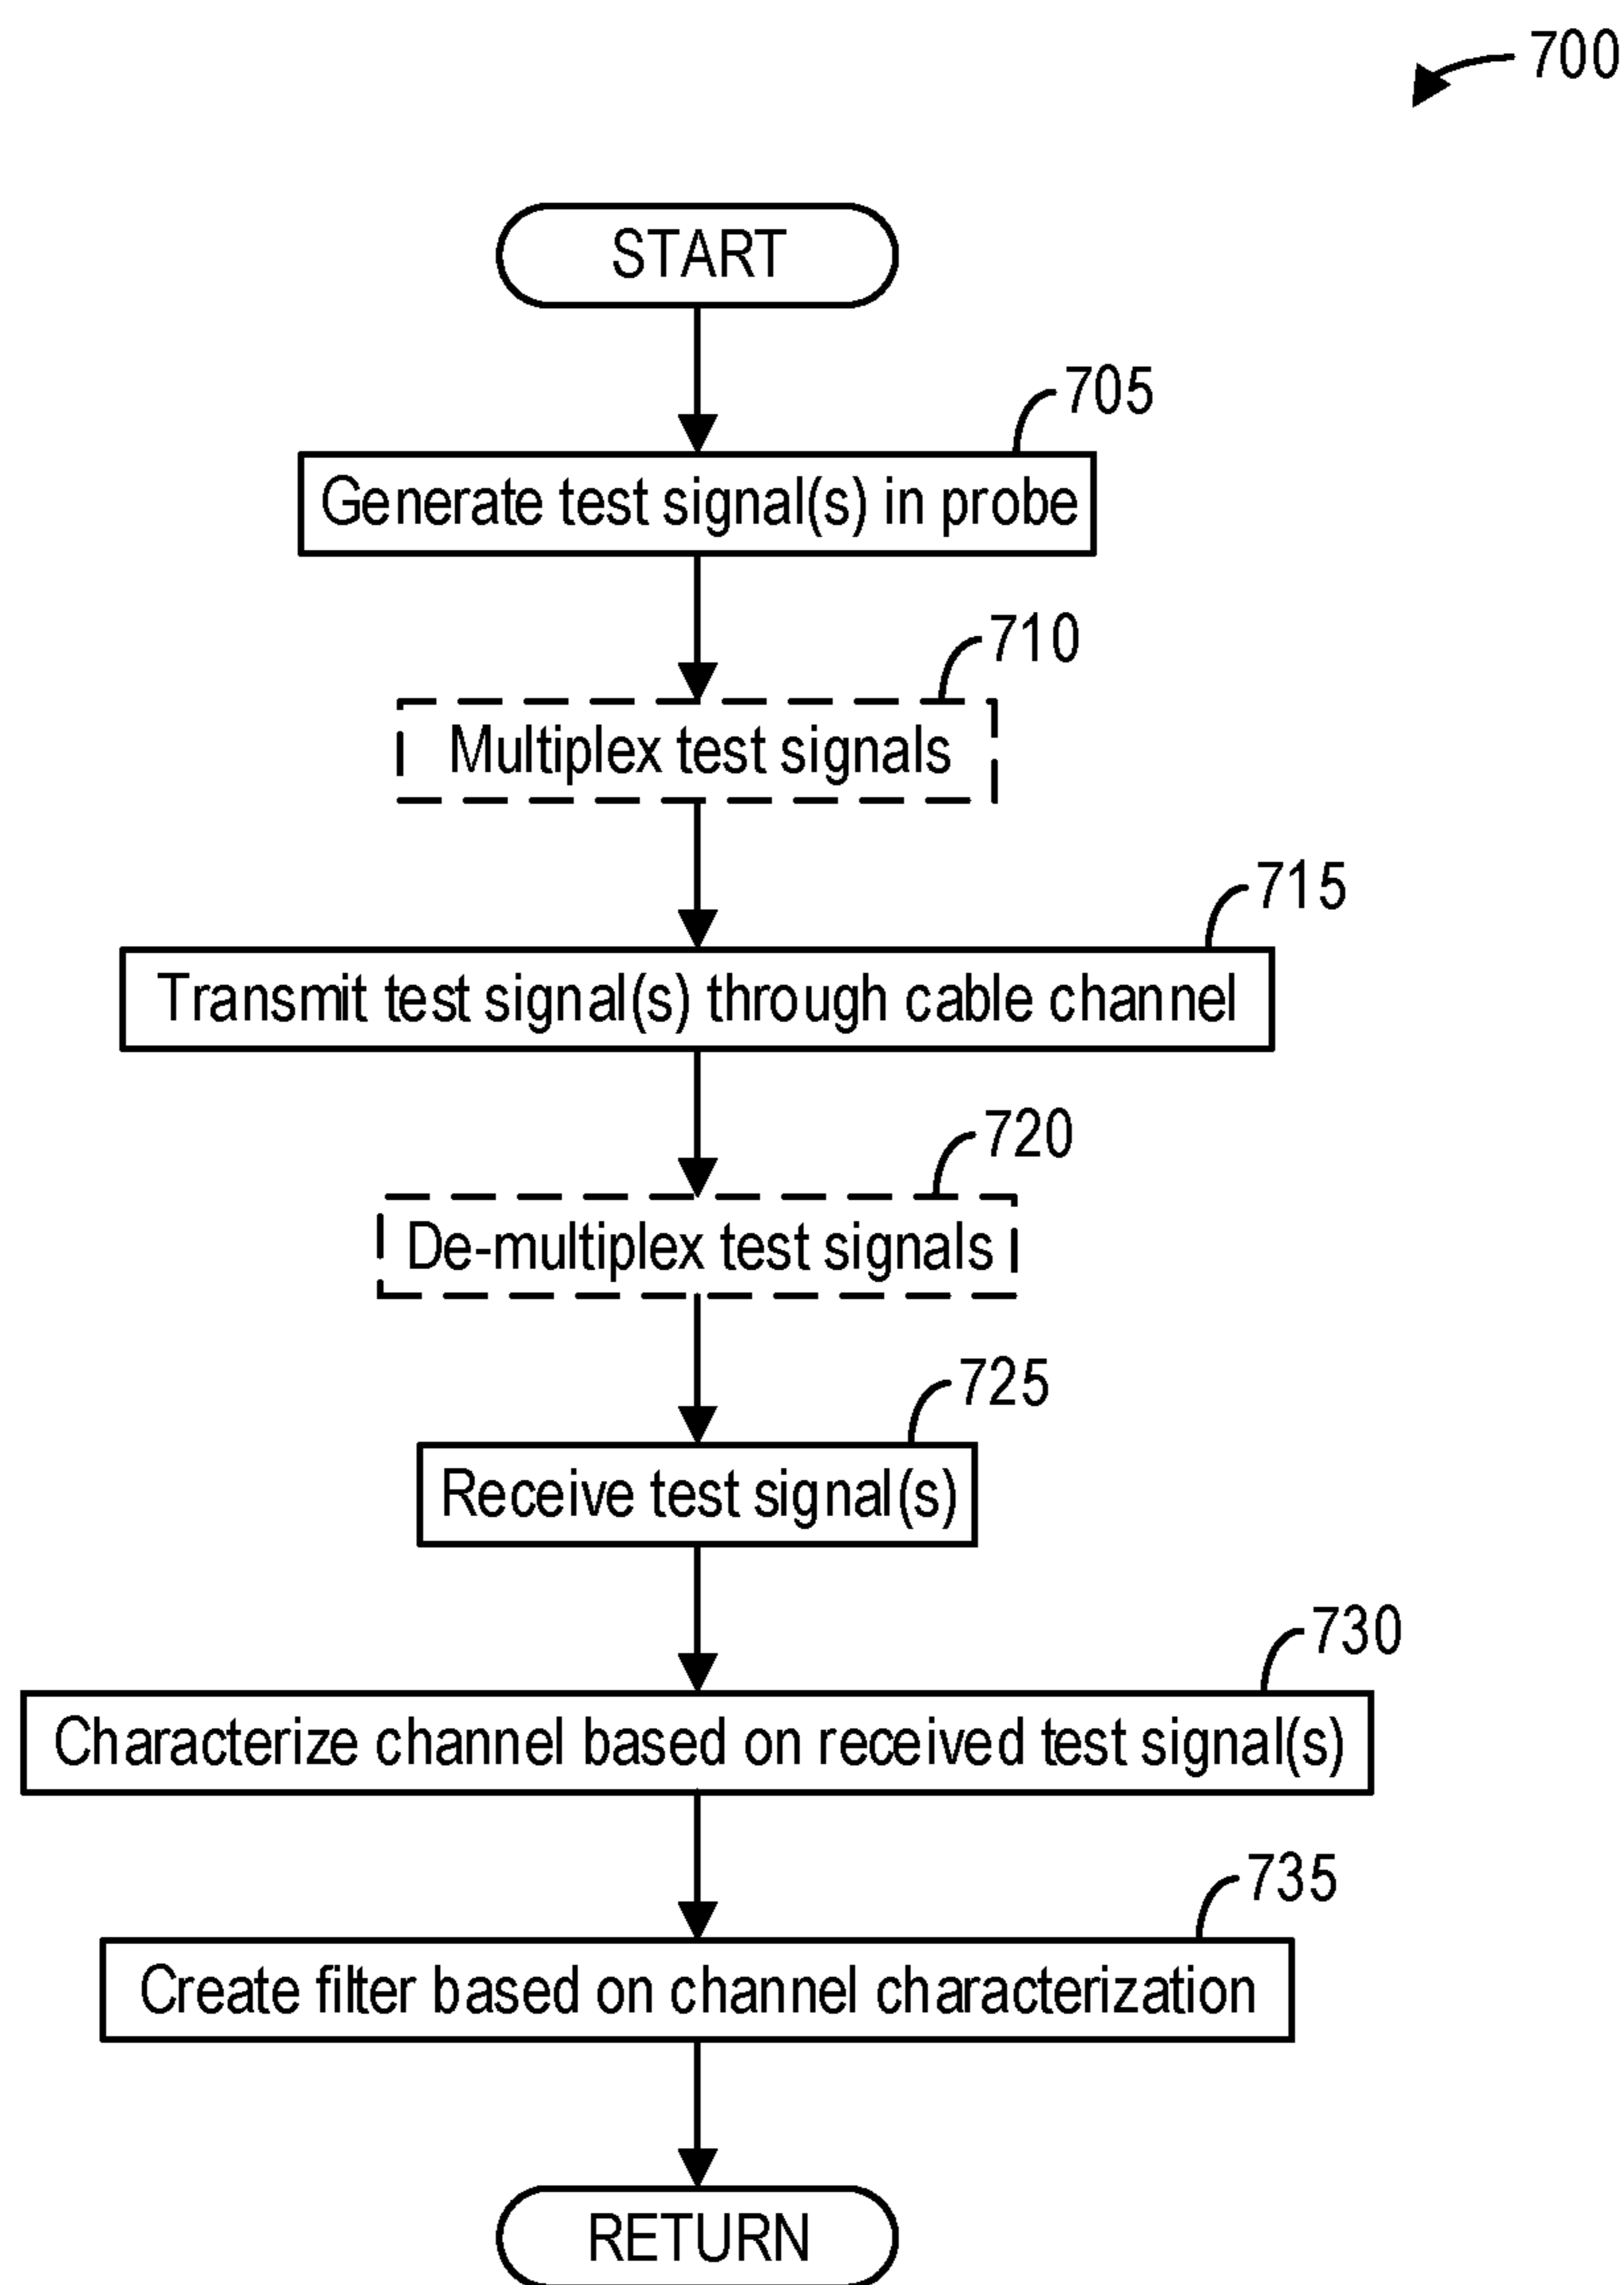 700
START
705
Generate test signal(s) in probe
710
Multiplex test signals
715
Transmit test signal(s) through cable channel
720
De-multiplex test signals
725
Receive test signal(s)
730
Characterize channel based on received test signal(s)
735
Create filter based on channel characterization
RETURN